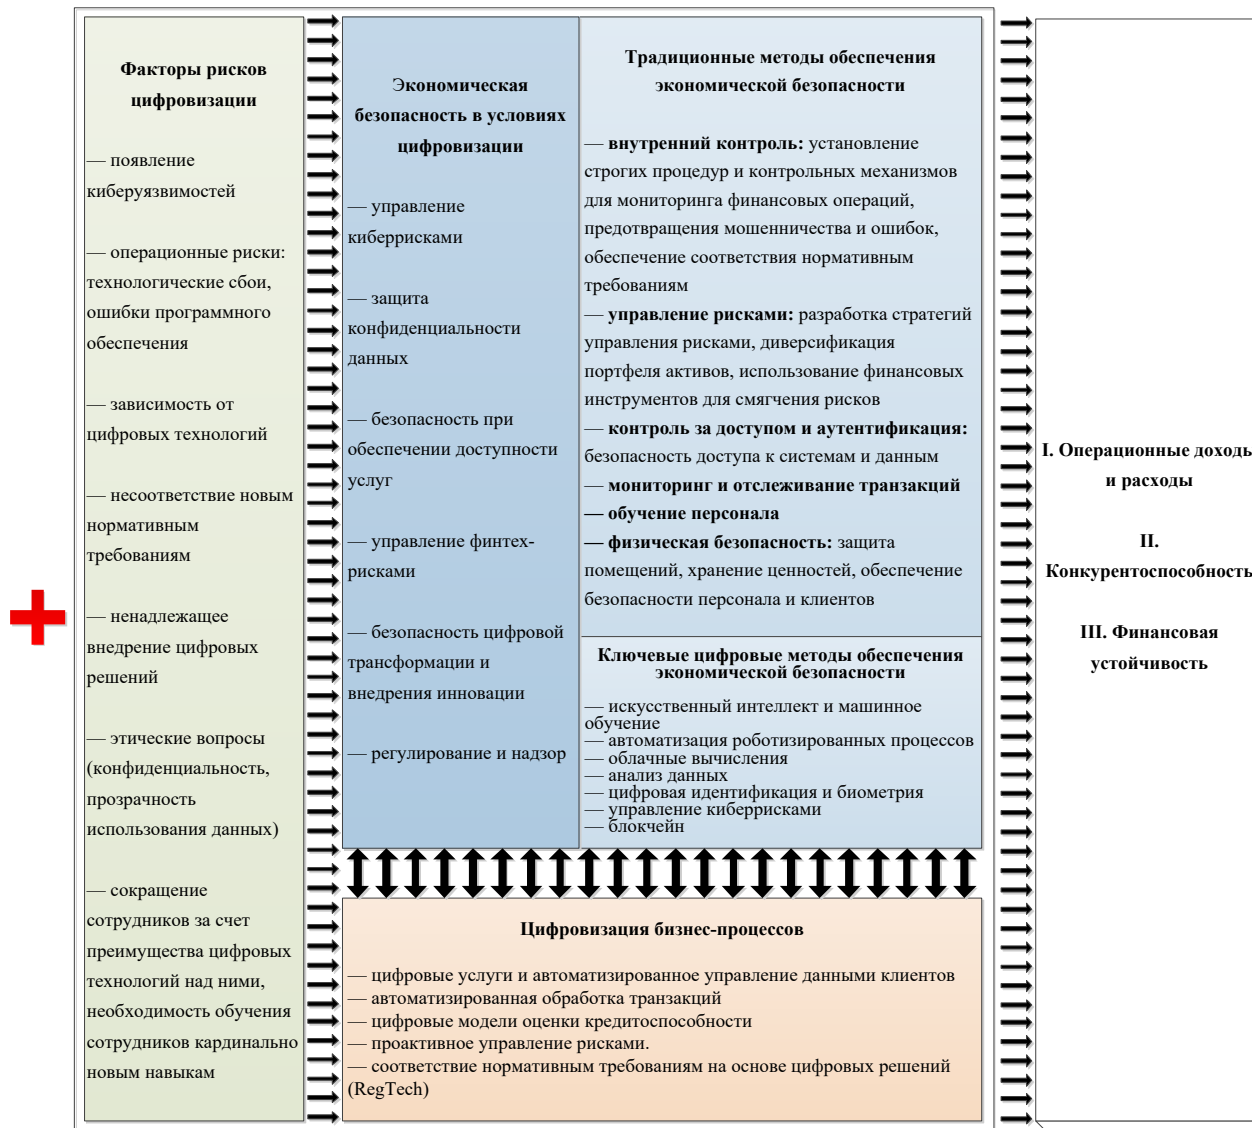 Факторы рисков
цифровизации
— появление
киберуязвимостей
— операционные риски:
технологические сбои,
ошибки программного
обеспечения
— зависимость от
цифровых технологий
— несоответствие новым
нормативным
требованиям
— ненадлежащее
внедрение цифровых
решений
— этические вопросы
(конфиденциальность,
прозрачность
использования данных)
— сокращение
сотрудников за счет
преимущества цифровых
технологий над ними,
необходимость обучения
сотрудников кардинально
новым навыкам
Экономическая
безопасность в условиях
цифровизации
— управление
киберрисками
— защита
конфиденциальности
данных
— безопасность при
обеспечении доступности
услуг
— управление финтех-
рисками
— безопасность цифровой
трансформации и
внедрения инновации
— регулирование и надзор
Традиционные методы обеспечения
экономической безопасности
— внутренний контроль: установление
строгих процедур и контрольных механизмов
для мониторинга финансовых операций,
предотвращения мошенничества и ошибок,
обеспечение соответствия нормативным
требованиям
— управление рисками: разработка стратегий
управления рисками, диверсификация
портфеля активов, использование финансовых
инструментов для смягчения рисков
— контроль за доступом и аутентификация:
безопасность доступа к системам и данным
— мониторинг и отслеживание транзакций
— обучение персонала
— физическая безопасность: защита
помещений, хранение ценностей, обеспечение
безопасности персонала и клиентов
Ключевые цифровые методы обеспечения
экономической безопасности
— искусственный интеллект и машинное
обучение
— автоматизация роботизированных процессов
— облачные вычисления
— анализ данных
— цифровая идентификация и биометрия
— управление киберрисками
— блокчейн
Цифровизация бизнес-процессов
— цифровые услуги и автоматизированное управление данными клиентов
— автоматизированная обработка транзакций
— цифровые модели оценки кредитоспособности
— проактивное управление рисками.
— соответствие нормативным требованиям на основе цифровых решений
(RegTech)
I. Операционные доходы
и расходы
II.
Конкурентоспособность
III. Финансовая
устойчивость